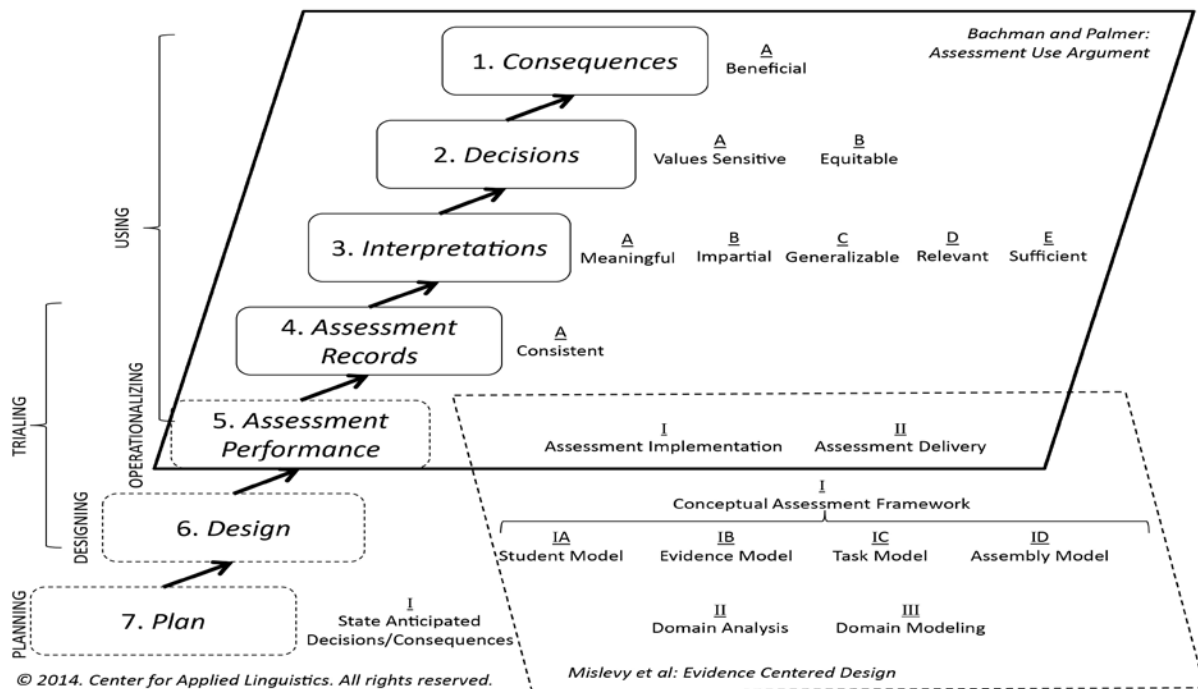 Bachman and Palmer:
Assessment Use Argument
1. Consequences
A
Beneficial
2. Decisions
A
Values Sensitive
B
Equitable
USING
3. Interpretations
A
Meaningful
B
Impartial
C
Generalizable
D
Relevant
E
Sufficient
4. Assessment
Records
A
Consistent
TRIALING
OPERATIONALIZING
5. Assessment
Performance
I
Assessment Implementation
II
Assessment Delivery
DESIGNING
6. Design
I
Conceptual Assessment Framework
IA
Student Model
IB
Evidence Model
IC
Task Model
ID
Assembly Model
PLANNING
7. Plan
I
State Anticipated
Decisions/Consequences
II
Domain Analysis
III
Domain Modeling
© 2014. Center for Applied Linguistics. All rights reserved.
Mislevy et al: Evidence Centered Design